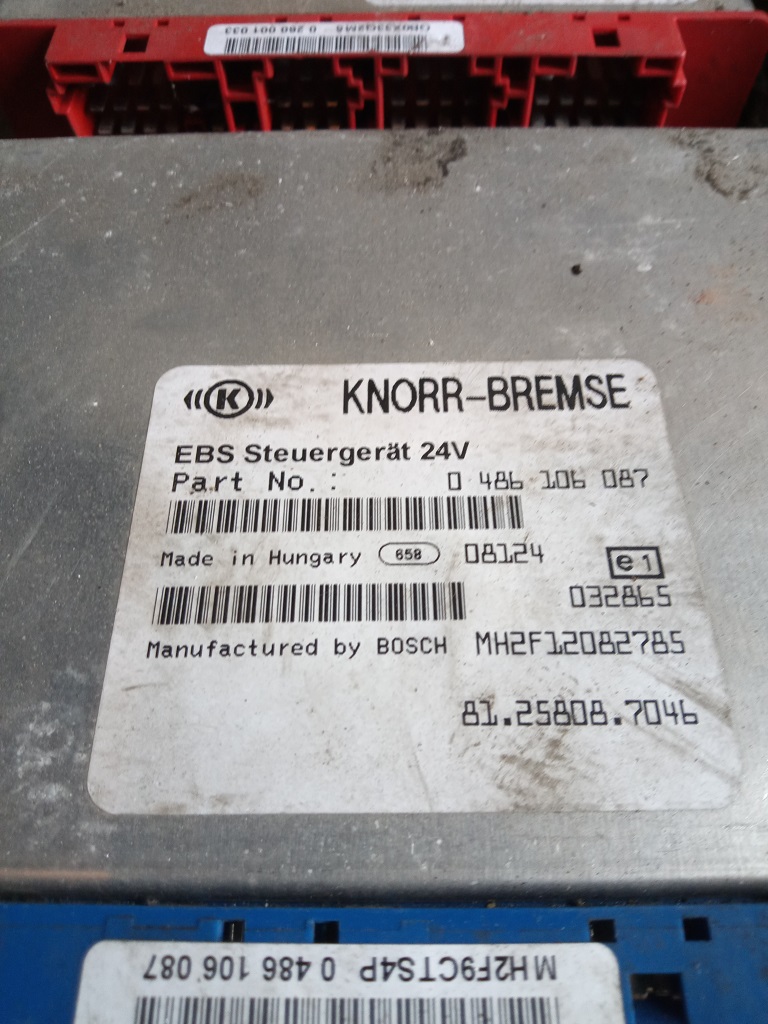 0 260 001 033
K KNORR-BREMSE
EBS Steuergerät 24V
Part No.: 0 486 106 087
Made in Hungary 658 08124 e1
032865
Manufactured by BOSCH MH2F12082785
81.25808.7046
MH2F9CTS4P 0 486 106 087